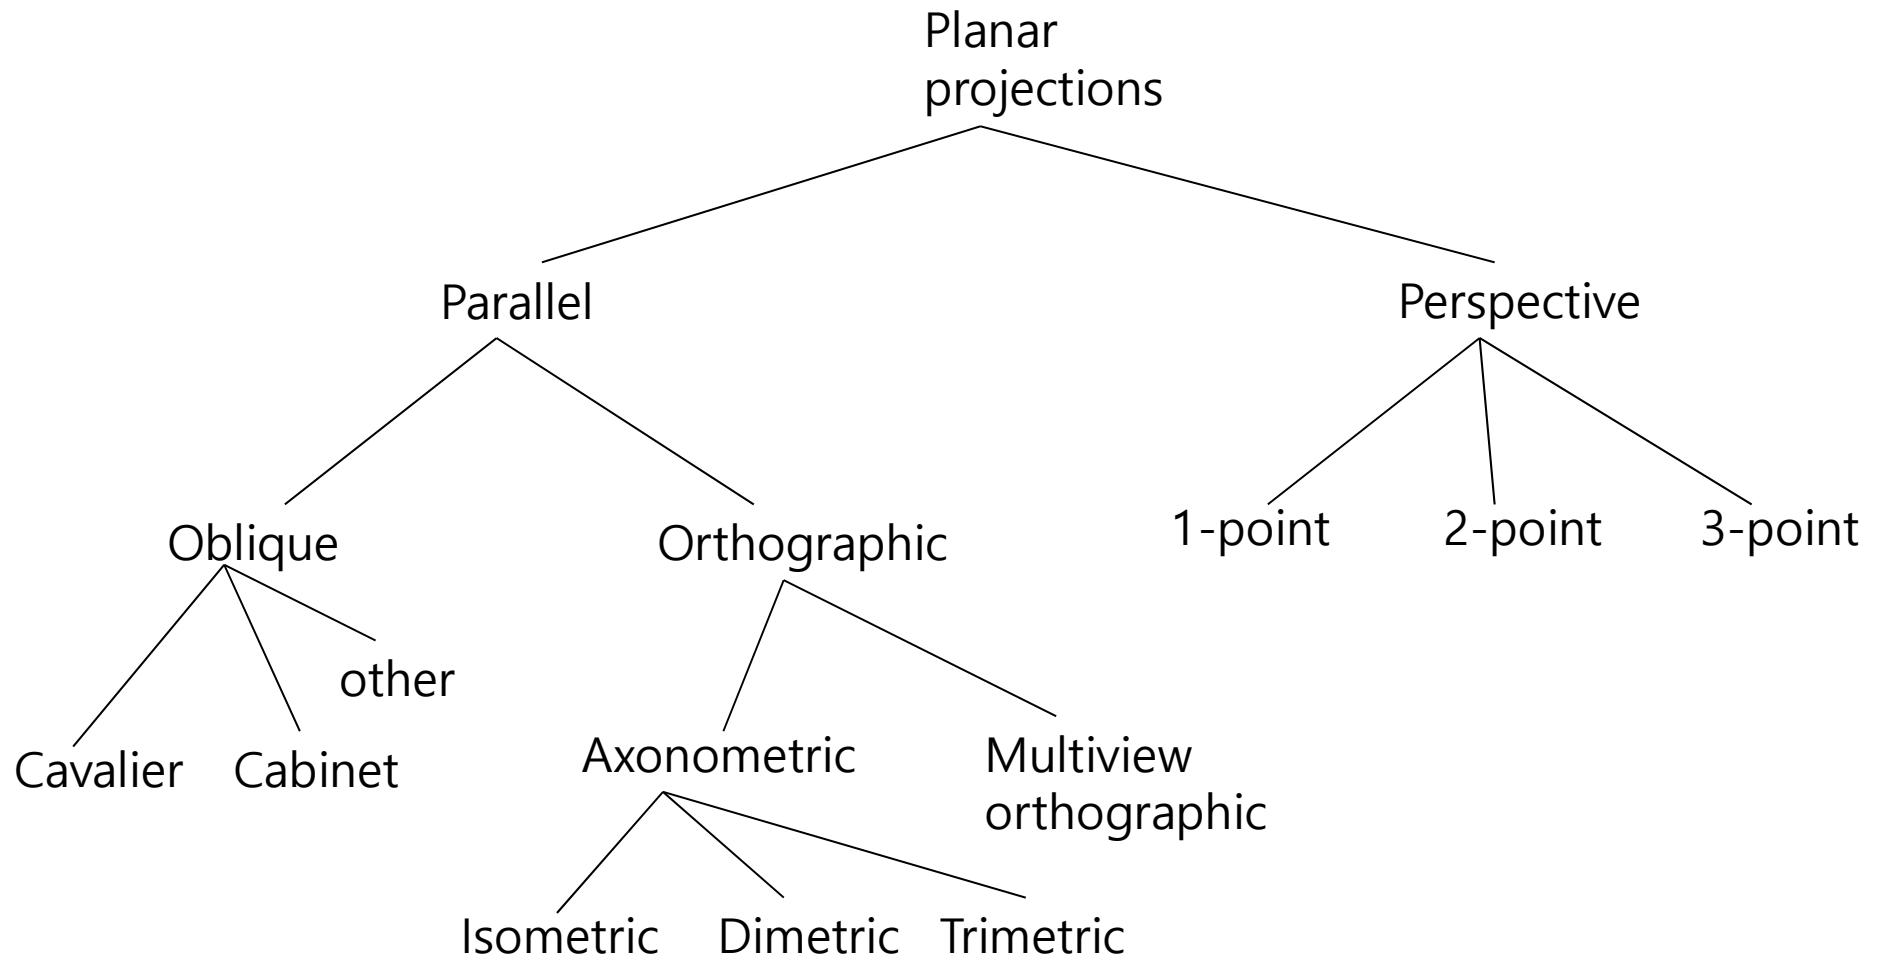 Planar
projections
Parallel
Perspective
Oblique
Orthographic
1-point
2-point
3-point
other
Cavalier
Cabinet
Axonometric
Multiview
orthographic
Isometric
Dimetric
Trimetric